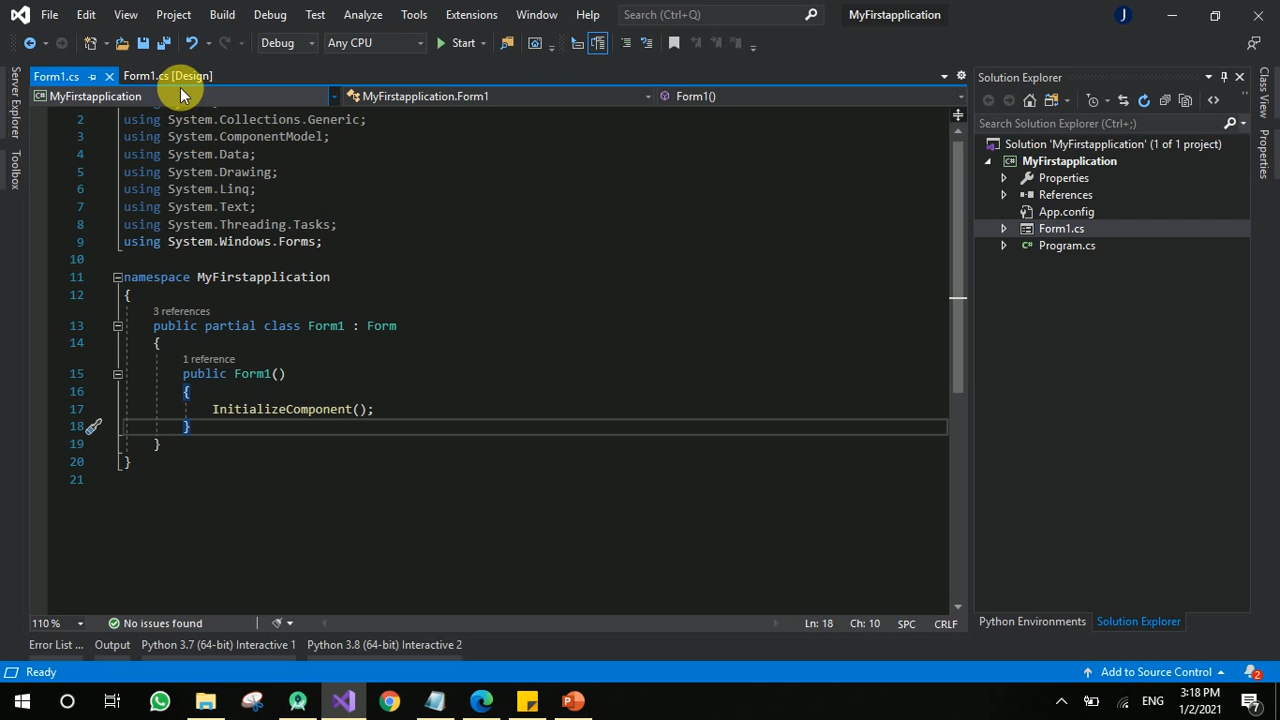 File Edit View Project Build Debug Test Analyze Tools Extensions Window Help Search (Ctrl+Q) MyFirstapplication J
Debug Any CPU Start
Server Explorer
Toolbox
Form1.cs Form1.cs [Design]
MyFirstapplication MyFirstapplication.Form1 Form1()
2 using System.Collections.Generic;
3 using System.ComponentModel;
4 using System.Data;
5 using System.Drawing;
6 using System.Linq;
7 using System.Text;
8 using System.Threading.Tasks;
9 using System.Windows.Forms;
10
11 namespace MyFirstapplication
12 {
3 references
13 public partial class Form1 : Form
14 {
1 reference
15 public Form1()
16 {
17 InitializeComponent();
18 }
19 }
20 }
21
110 % No issues found Ln: 18 Ch: 10 SPC CRLF
Solution Explorer
Search Solution Explorer (Ctrl+;)
Solution 'MyFirstapplication' (1 of 1 project)
MyFirstapplication
Properties
References
App.config
Form1.cs
C# Program.cs
Python Environments Solution Explorer
Class View
Properties
Error List ... Output Python 3.7 (64-bit) Interactive 1 Python 3.8 (64-bit) Interactive 2
Ready Add to Source Control 2
ENG 3:18 PM
1/2/2021 7